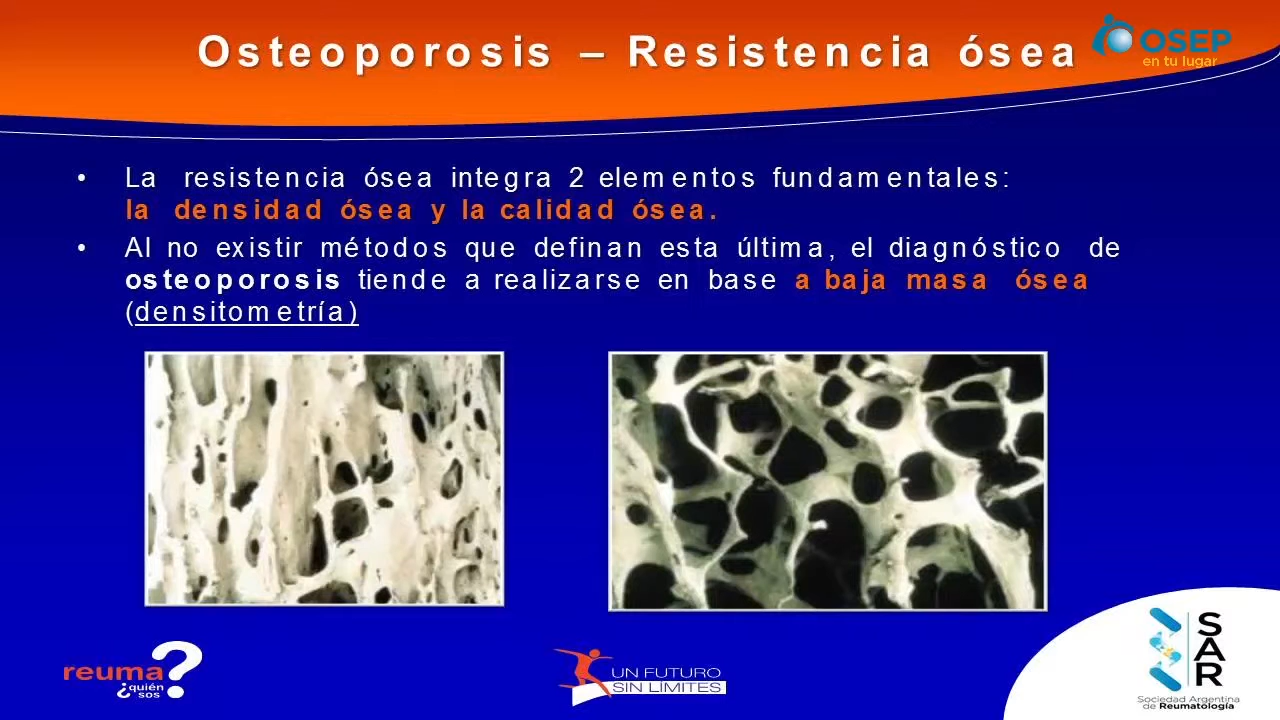 Osteoporosis – Resistencia ósea
OSEP
en tu lugar
• La resistencia ósea integra 2 elementos fundamentales:
la densidad ósea y la calidad ósea.
• Al no existir métodos que definan esta última, el diagnóstico de
osteoporosis tiende a realizarse en base a baja masa ósea
(densitometría)
reuma?
¿quién
sos
UN FUTURO
SIN LÍMITES
SAR
Sociedad Argentina
de Reumatología